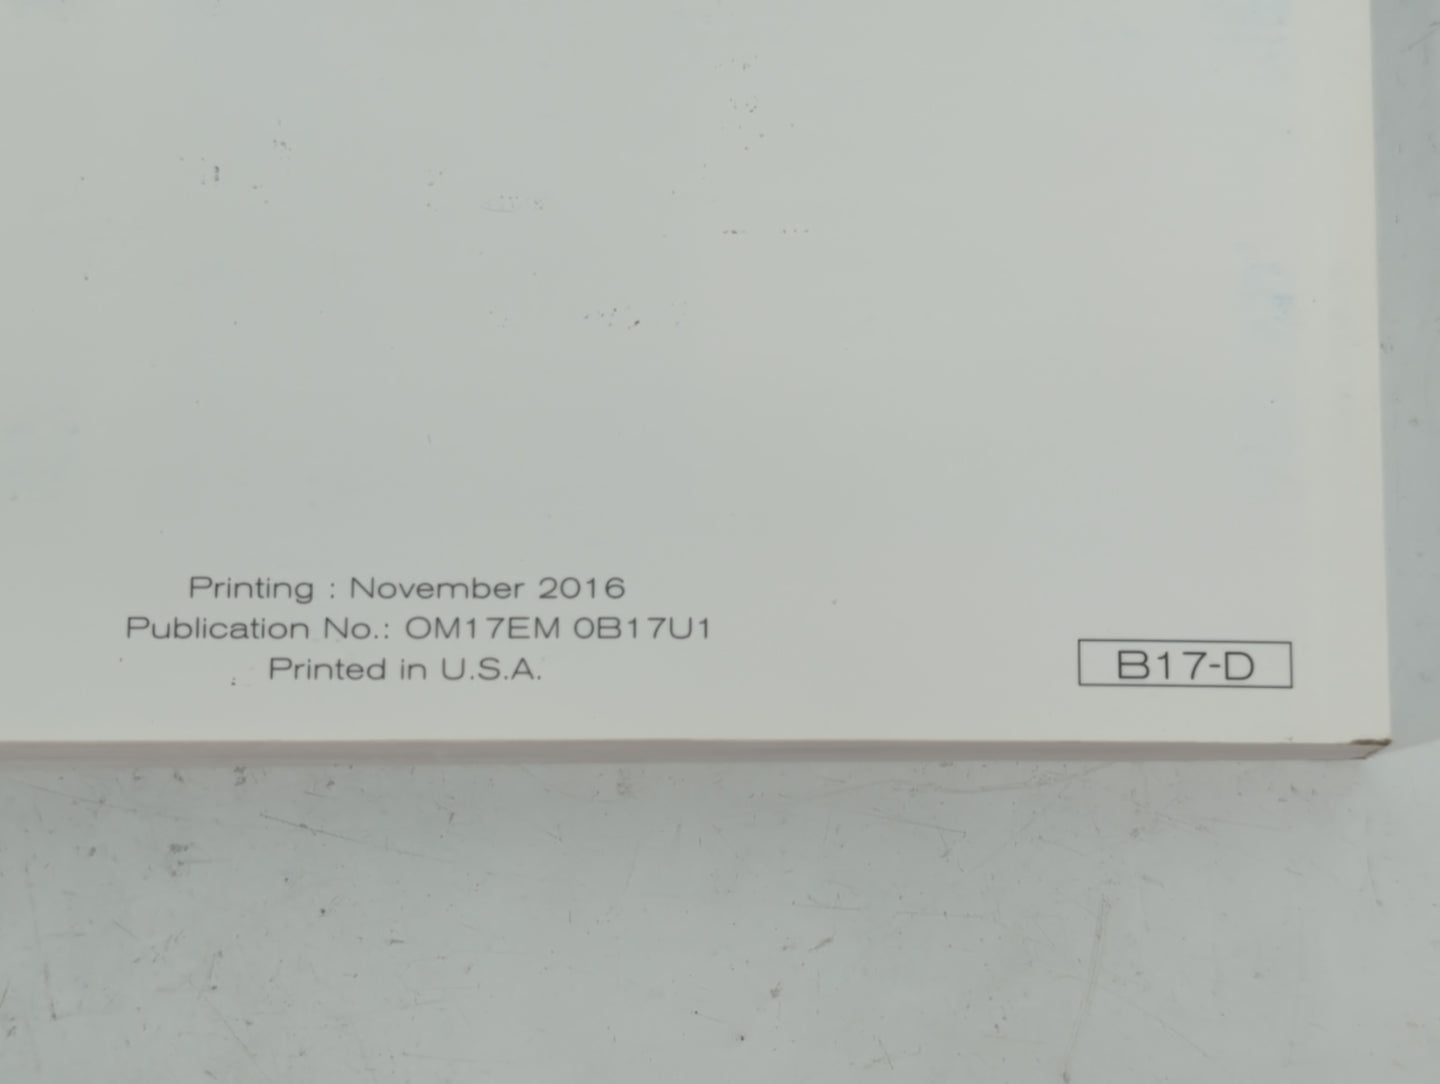 Printing : November 2016
Publication No.: OM17EM 0B17U1
Printed in U.S.A.
B17-D